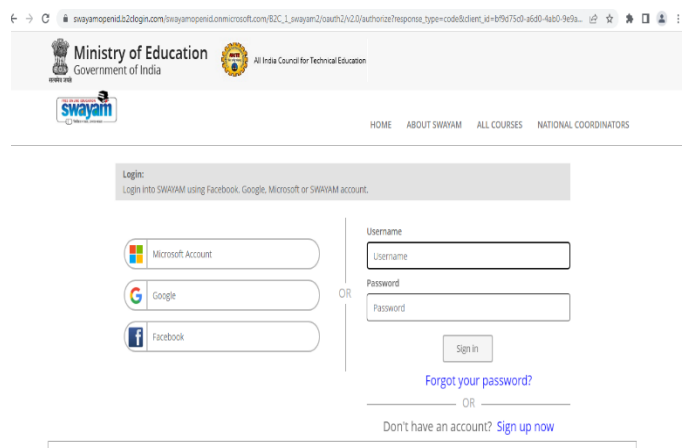 swayamopenid.b2clogin.com/swayamopenid.onmicrosoft.com/B2C_1_swayam2/oauth2/v2.0/authorize?response_type=code&client_id=bf9d75c0-a6d0-4ab0-9e9a...
Ministry of Education
Government of India
सत्यमेव जयते
All India Council for Technical Education
swayam
HOME ABOUT SWAYAM ALL COURSES NATIONAL COORDINATORS
Login:
Login into SWAYAM using Facebook, Google, Microsoft or SWAYAM account.
Microsoft Account
Google
Facebook
OR
Username
Username
Password
Password
Sign in
Forgot your password?
OR
Don't have an account? Sign up now